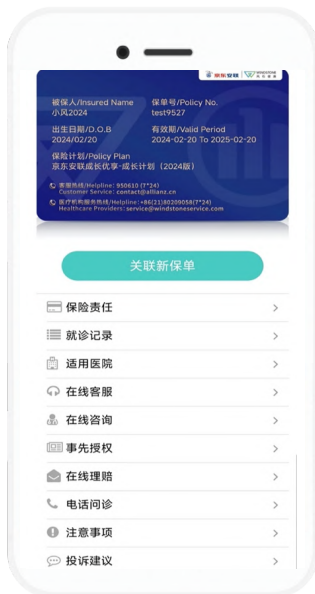 京东安联 WINDSTONE
被保人/Insured Name 保单号/Policy No.
小风2024 test9527
出生日期/D.O.B 有效期/Valid Period
2024/02/20 2024-02-20 To 2025-02-20
保险计划/Policy Plan
京东安联成长优享-成长计划（2024版）
客服热线/Helpline: 950610 (7*24)
Customer Service: contact@allianz.cn
医疗机构服务热线/Helpline:+86(21)80209058(7*24)
Healthcare Providers: service@windstoneservice.com
关联新保单
保险责任
就诊记录
适用医院
在线客服
在线咨询
事先授权
在线理赔
电话问诊
注意事项
投诉建议